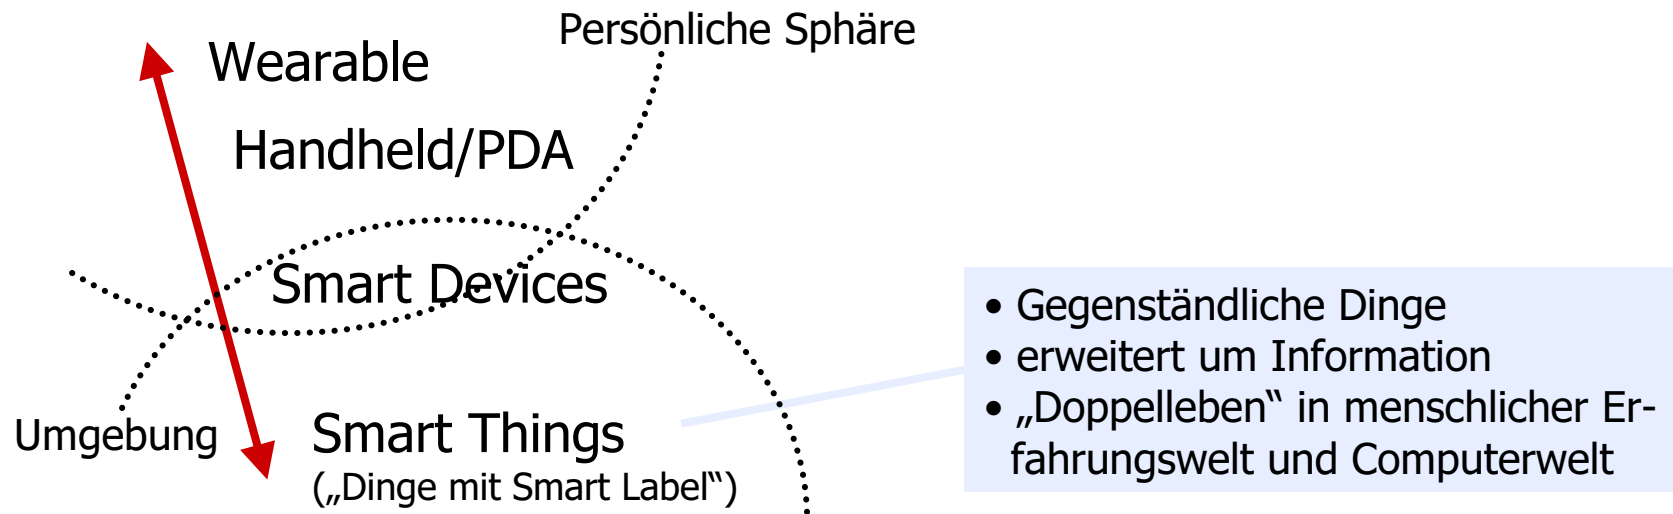 Persönliche Sphäre
Wearable
Handheld/PDA
Smart Devices
Umgebung
Smart Things
(„Dinge mit Smart Label“)
• Gegenständliche Dinge
• erweitert um Information
• „Doppelleben“ in menschlicher Er-
fahrungswelt und Computerwelt